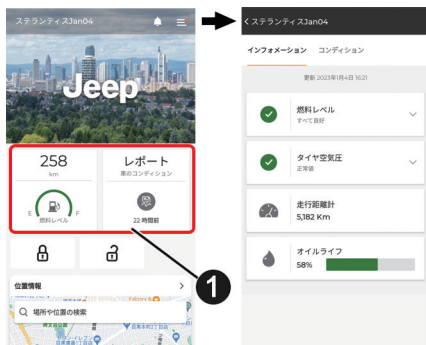 ステランティスJan04
Jeep
258
km
E
F
燃料レベル
レポート
車のコンディション
22 時間前
位置情報
場所や位置の検索
1
ステランティスJan04
インフォメーション コンディション
更新 2023年1月4日 16:21
燃料レベル
すべて良好
タイヤ空気圧
正常値
走行距離計
5,182 Km
オイルライフ
58%